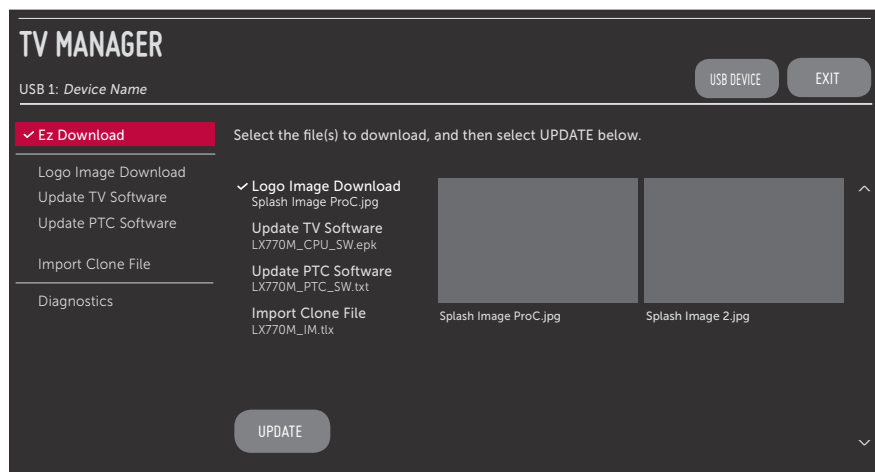 TV MANAGER
USB 1: Device Name
USB DEVICE
EXIT
Ez Download
Logo Image Download
Update TV Software
Update PTC Software
Import Clone File
Diagnostics
Select the file(s) to download, and then select UPDATE below.
Logo Image Download
Splash Image ProC.jpg
Update TV Software
LX770M_CPU_SW.epk
Update PTC Software
LX770M_PTC_SW.txt
Import Clone File
LX770M_IM.tlx
Splash Image ProC.jpg
Splash Image 2.jpg
UPDATE